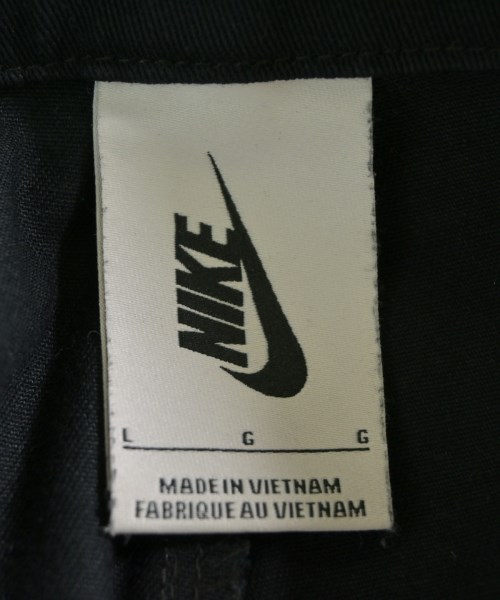 NIKE
L G G
MADE IN VIETNAM
FABRIQUE AU VIETNAM